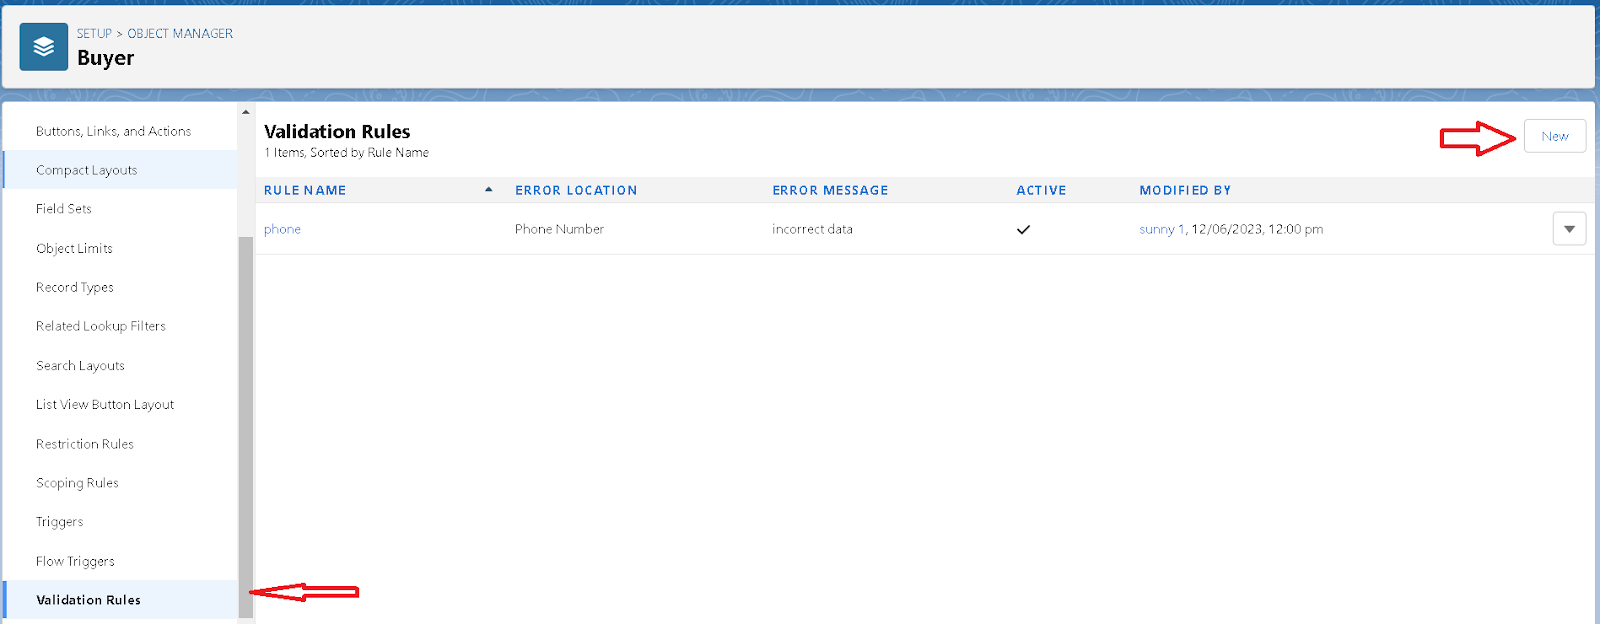 SETUP > OBJECT MANAGER
Buyer
Buttons, Links, and Actions
Compact Layouts
Field Sets
Object Limits
Record Types
Related Lookup Filters
Search Layouts
List View Button Layout
Restriction Rules
Scoping Rules
Triggers
Flow Triggers
Validation Rules
Validation Rules
1 Items, Sorted by Rule Name
New
RULE NAME ERROR LOCATION ERROR MESSAGE ACTIVE MODIFIED BY
phone Phone Number incorrect data sunny 1, 12/06/2023, 12:00 pm